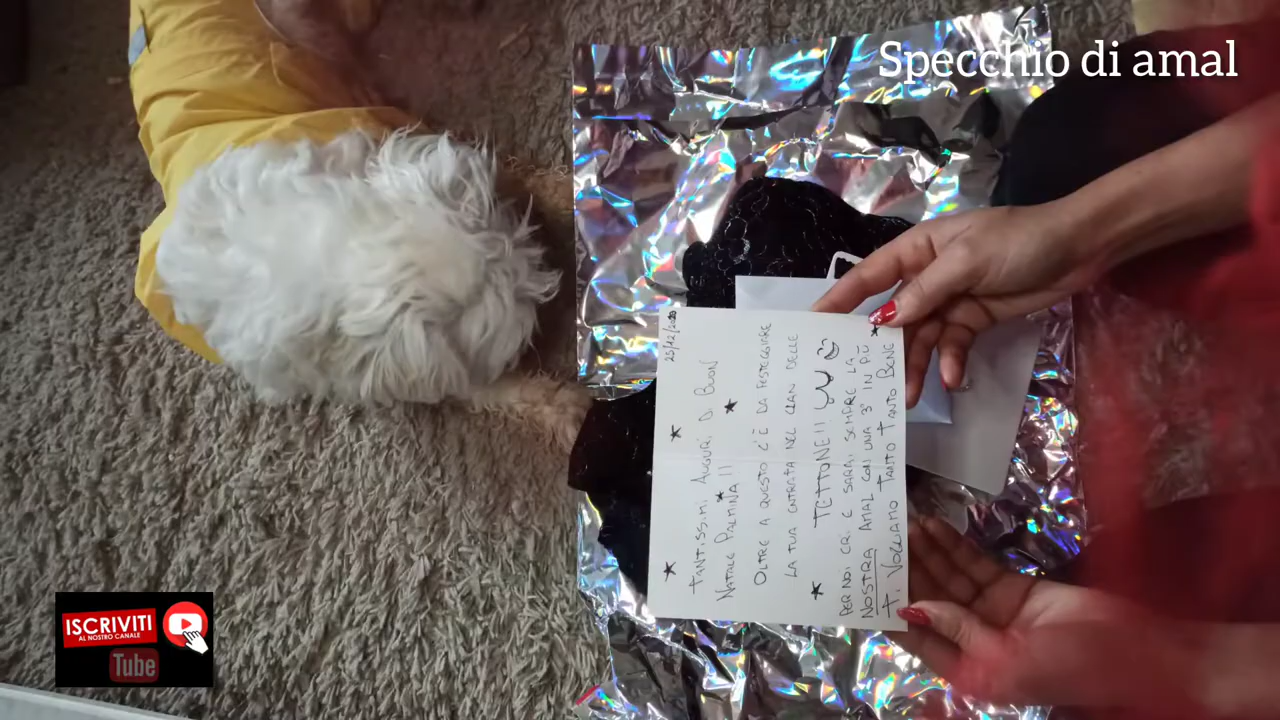 Specchio di amal
25/12/2020
TANTISSIMI AUGURI DI BUON
NATALE PALMINA!!
OLTRE A QUESTO C'È DA FESTEGGIARE
LA TUA ENTRATA NEL CLAN DELLE
TETTONE!!
PER NOI ERI E SARAI SEMPRE LA
NOSTRA AMAL CON UNA 3ª IN PIÙ
TI VOGLIAMO TANTO TANTO BENE
ISCRIVITI
AL NOSTRO CANALE
Tube